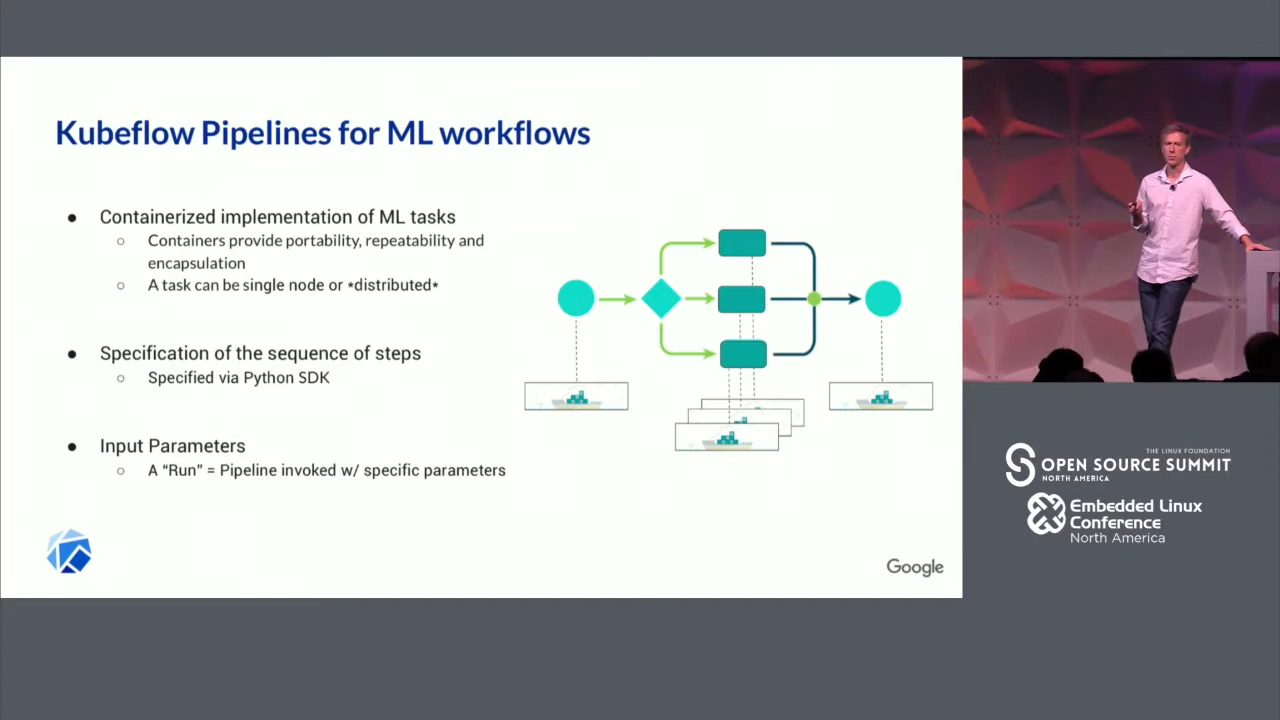 Kubeflow Pipelines for ML workflows
● Containerized implementation of ML tasks
○ Containers provide portability, repeatability and
encapsulation
○ A task can be single node or *distributed*
● Specification of the sequence of steps
○ Specified via Python SDK
● Input Parameters
○ A “Run” = Pipeline invoked w/ specific parameters
Google
THE LINUX FOUNDATION
OPEN SOURCE SUMMIT
NORTH AMERICA
Embedded Linux
Conference
North America